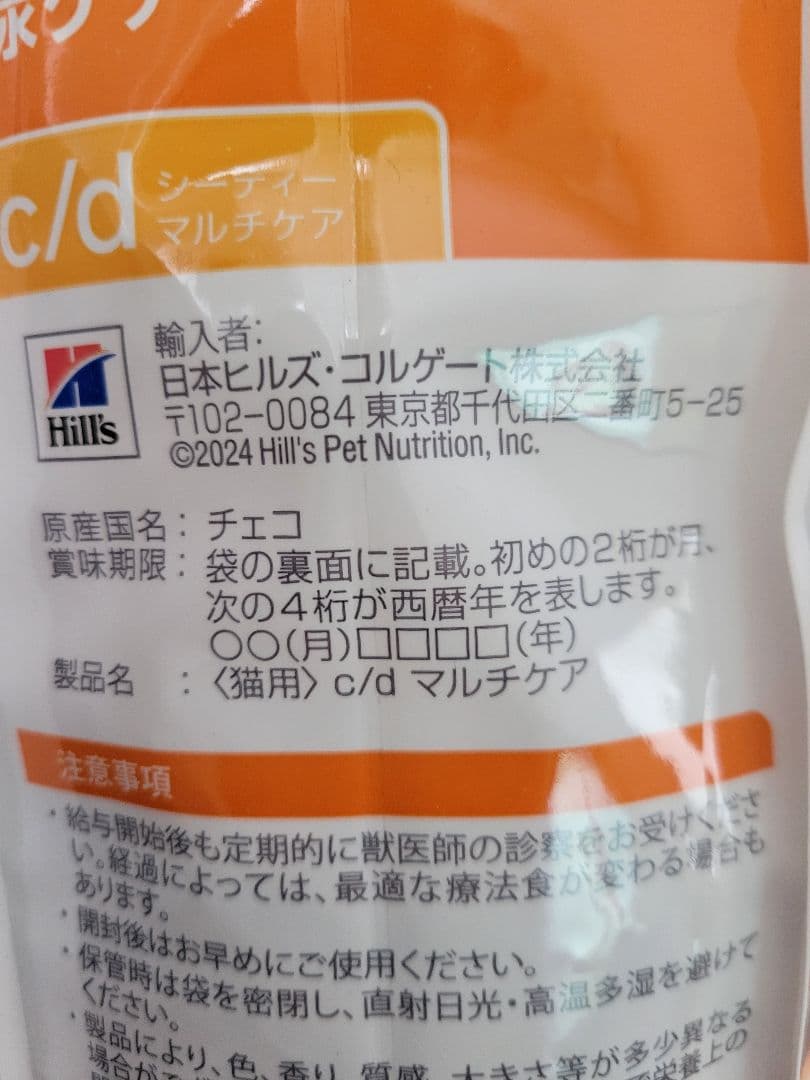 尿ケア
c/d シーディー
マルチケア
Hill's
輸入者:
日本ヒルズ・コルゲート株式会社
〒102-0084 東京都千代田区二番町5-25
©2024 Hill's Pet Nutrition, Inc.
原産国名：チェコ
賞味期限：袋の裏面に記載。初めの2桁が月、
次の4桁が西暦年を表します。
○○(月)□□□□(年)
製品名 ：〈猫用〉c/d マルチケア
注意事項
・給与開始後も定期的に獣医師の診察をお受けくださ
い。経過によっては、最適な療法食が変わる場合も
あります。
・開封後はお早めにご使用ください。
・保管時は袋を密閉し、直射日光・高温多湿を避けて
ください。
・製品により、色、香り、質感、大きさ等が多少異なる
場合が
栄養上の